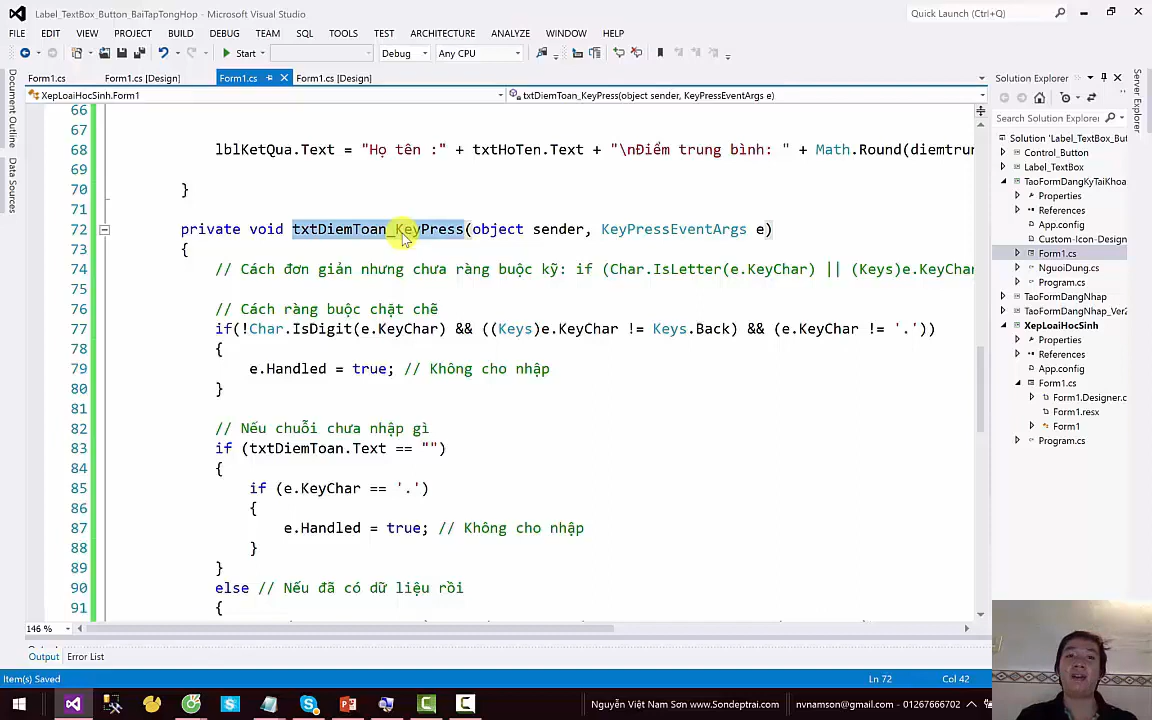 Label_TextBox_Button_BaiTapTongHop - Microsoft Visual Studio
Quick Launch (Ctrl+Q)
FILE EDIT VIEW PROJECT BUILD DEBUG TEAM SQL TOOLS TEST ARCHITECTURE ANALYZE WINDOW HELP
Start Debug Any CPU
Form1.cs Form1.cs [Design] Form1.cs Form1.cs [Design]
XepLoaiHocSinh.Form1 txtDiemToan_KeyPress(object sender, KeyPressEventArgs e)
Document Outline
Data Sources
66
67
68 lblKetQua.Text = "Họ tên :" + txtHoTen.Text + "\nĐiểm trung bình: " + Math.Round(diemtrun
69
70 }
71
72 private void txtDiemToan_KeyPress(object sender, KeyPressEventArgs e)
73 {
74 // Cách đơn giản nhưng chưa ràng buộc kỹ: if (Char.IsLetter(e.KeyChar) || (Keys)e.KeyChar
75
76 // Cách ràng buộc chặt chẽ
77 if(!Char.IsDigit(e.KeyChar) && ((Keys)e.KeyChar != Keys.Back) && (e.KeyChar != '.'))
78 {
79 e.Handled = true; // Không cho nhập
80 }
81
82 // Nếu chuỗi chưa nhập gì
83 if (txtDiemToan.Text == "")
84 {
85 if (e.KeyChar == '.')
86 {
87 e.Handled = true; // Không cho nhập
88 }
89 }
90 else // Nếu đã có dữ liệu rồi
91 {
146 %
Output Error List
Item(s) Saved Ln 72 Col 42
Solution Explorer
Search Solution Explorer
Solution 'Label_TextBox_Bu
Control_Button
Label_TextBox
TaoFormDangKyTaiKhoa
Properties
References
App.config
Custom-Icon-Design
Form1.cs
NguoiDung.cs
Program.cs
TaoFormDangNhap
TaoFormDangNhap_Ver2
XepLoaiHocSinh
Properties
References
App.config
Form1.cs
Form1.Designer.c
Form1.resx
Form1
Program.cs
Server Explorer
Nguyễn Việt Nam Sơn www.Sondeptrai.com nvnamson@gmail.com - 01267666702